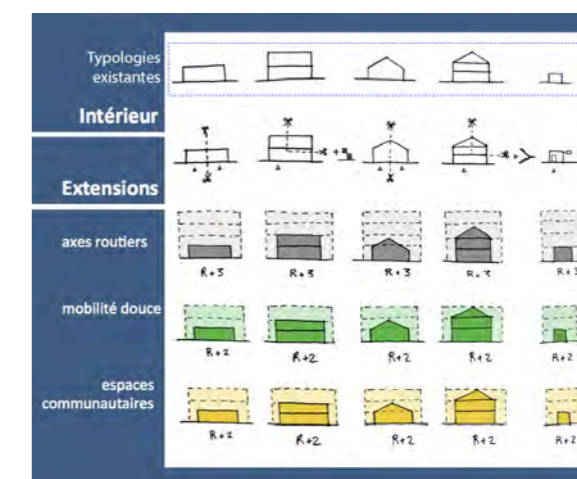 Typologies
existantes
Intérieur
Extensions
axes routiers
R+3 R+3 R+3 R+3 R+3
mobilité douce
R+2 R+2 R+2 R+2 R+2
espaces
communautaires
R+2 R+2 R+2 R+2 R+2